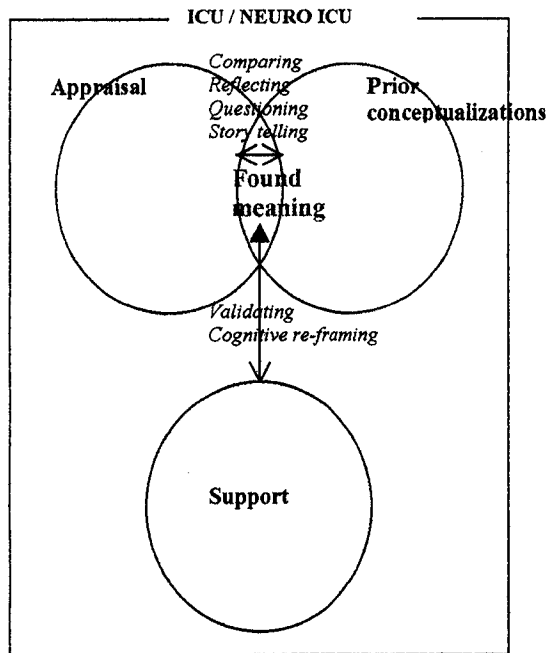 ICU / NEURO ICU
Appraisal
Comparing
Reflecting
Questioning
Story telling
Prior
conceptualizations
Found
meaning
Validating
Cognitive re-framing
Support